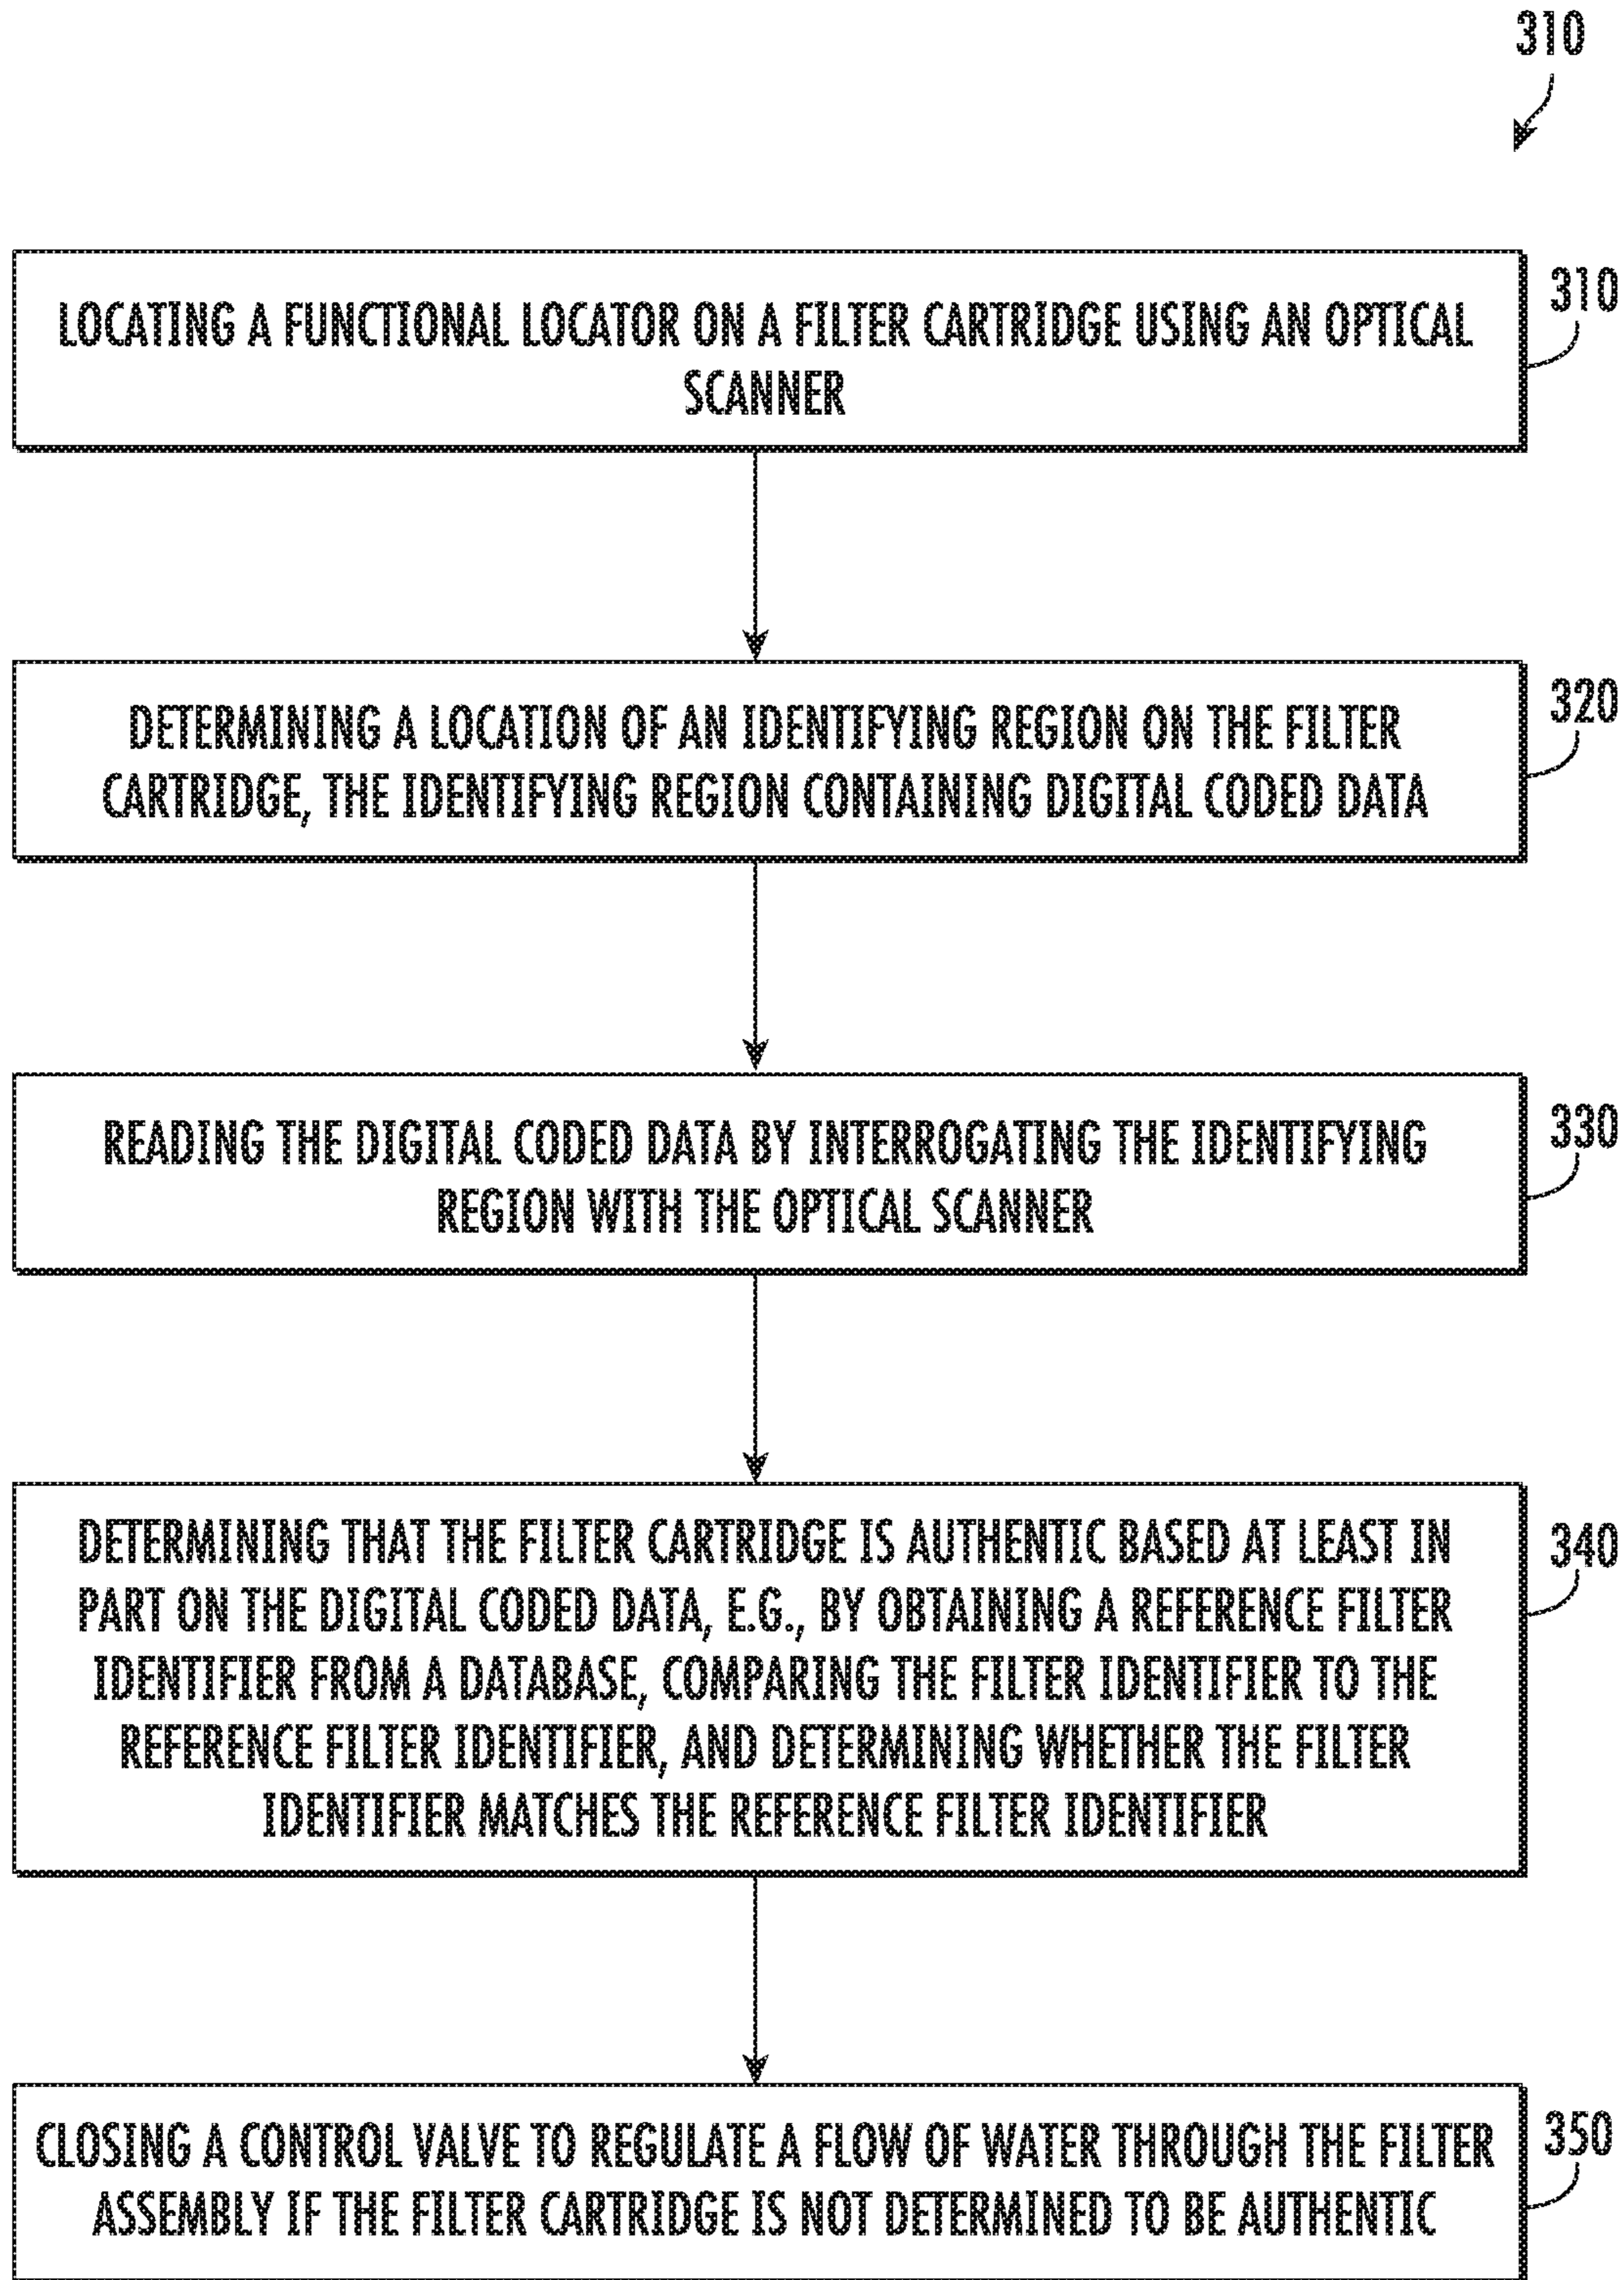 310
LOCATING A FUNCTIONAL LOCATOR ON A FILTER CARTRIDGE USING AN OPTICAL
SCANNER
310
DETERMINING A LOCATION OF AN IDENTIFYING REGION ON THE FILTER
CARTRIDGE, THE IDENTIFYING REGION CONTAINING DIGITAL CODED DATA
320
READING THE DIGITAL CODED DATA BY INTERROGATING THE IDENTIFYING
REGION WITH THE OPTICAL SCANNER
330
DETERMINING THAT THE FILTER CARTRIDGE IS AUTHENTIC BASED AT LEAST IN
PART ON THE DIGITAL CODED DATA, E.G., BY OBTAINING A REFERENCE FILTER
IDENTIFIER FROM A DATABASE, COMPARING THE FILTER IDENTIFIER TO THE
REFERENCE FILTER IDENTIFIER, AND DETERMINING WHETHER THE FILTER
IDENTIFIER MATCHES THE REFERENCE FILTER IDENTIFIER
340
CLOSING A CONTROL VALVE TO REGULATE A FLOW OF WATER THROUGH THE FILTER
ASSEMBLY IF THE FILTER CARTRIDGE IS NOT DETERMINED TO BE AUTHENTIC
350